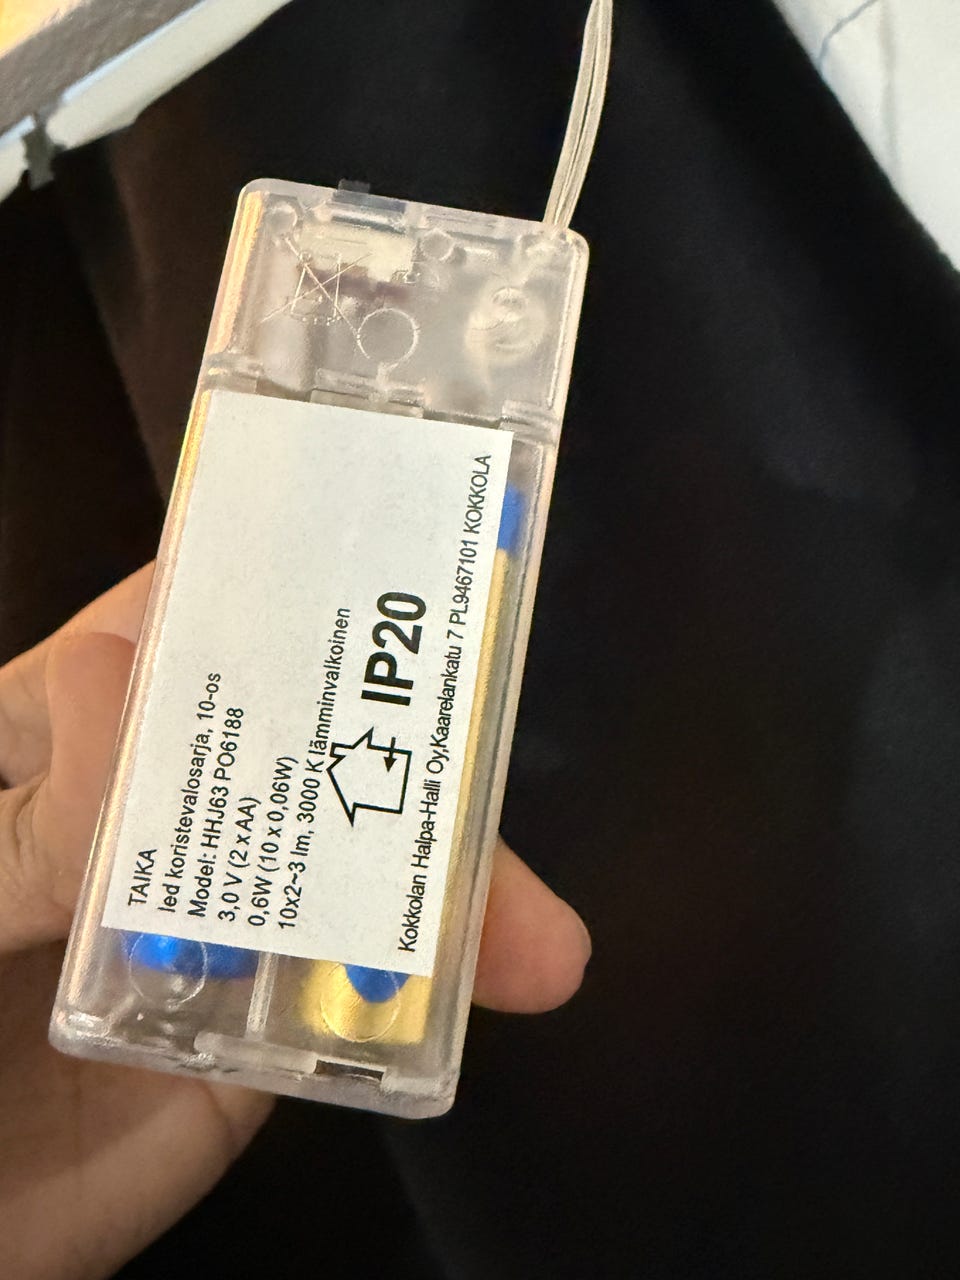 TAIKA
led koristevalosarja, 10-os
Model: HHJ63 PO6188
3,0 V (2 x AA)
0,6W (10 x 0,06W)
10x2~3 lm, 3000 K lämminvalkoinen
IP20
Kokkolan Halpa-Halli Oy,Kaarelankatu 7 PL9467101 KOKKOLA